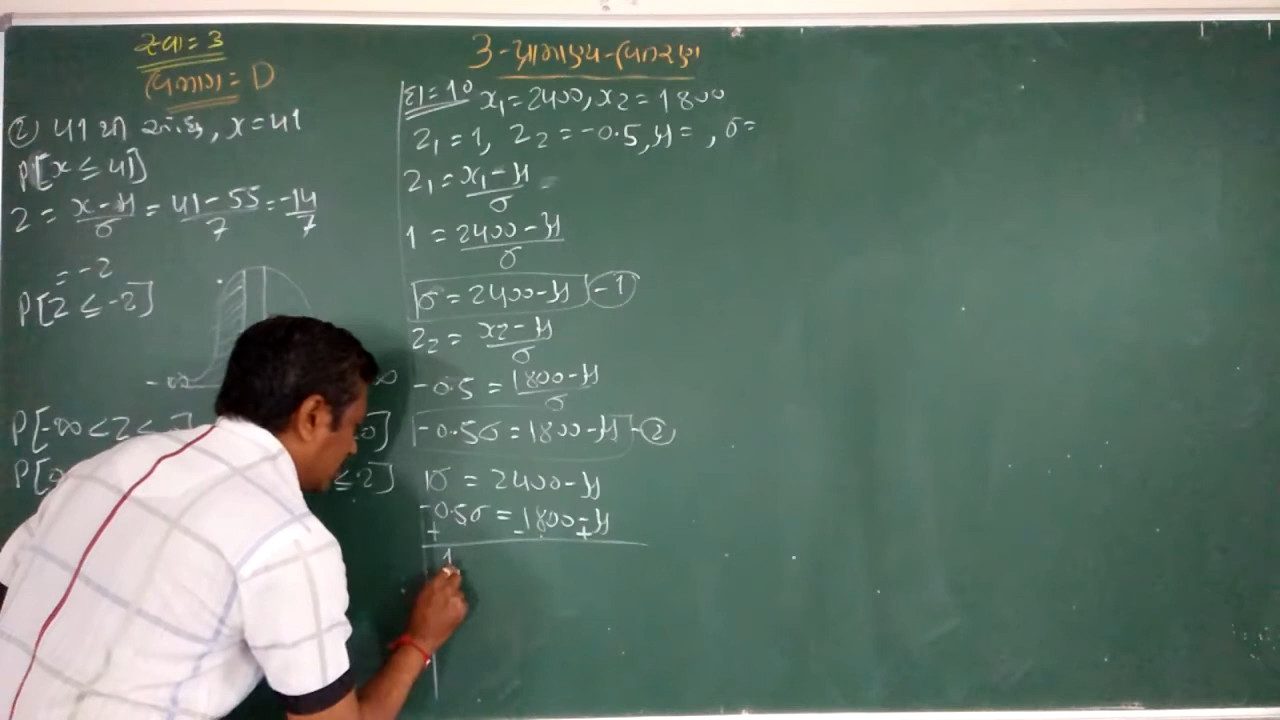 સ્વા = 3
વિભાગ = D
② 41 થી ઓછા, x = 41
P[x ≤ 41]
Z = x-μ/σ = 41-55/7 = -14/7
= -2
P[Z ≤ -2]
-∞ ∞
P[-∞ < Z ≤
≤ 2]
3-પ્રામાણ્ય-વિતરણ
દા=10 x₁=2400, x₂=1800
Z₁=1, Z₂=-0.5, μ= , σ=
Z₁ = x₁-μ/σ =
1 = 2400-μ/σ
σ = 2400-μ -①
Z₂ = x₂-μ/σ
-0.5 = 1800-μ/σ
-0.5σ = 1800-μ -②
1σ = 2400-μ
-0.5σ = 1800-μ
+ - +
1